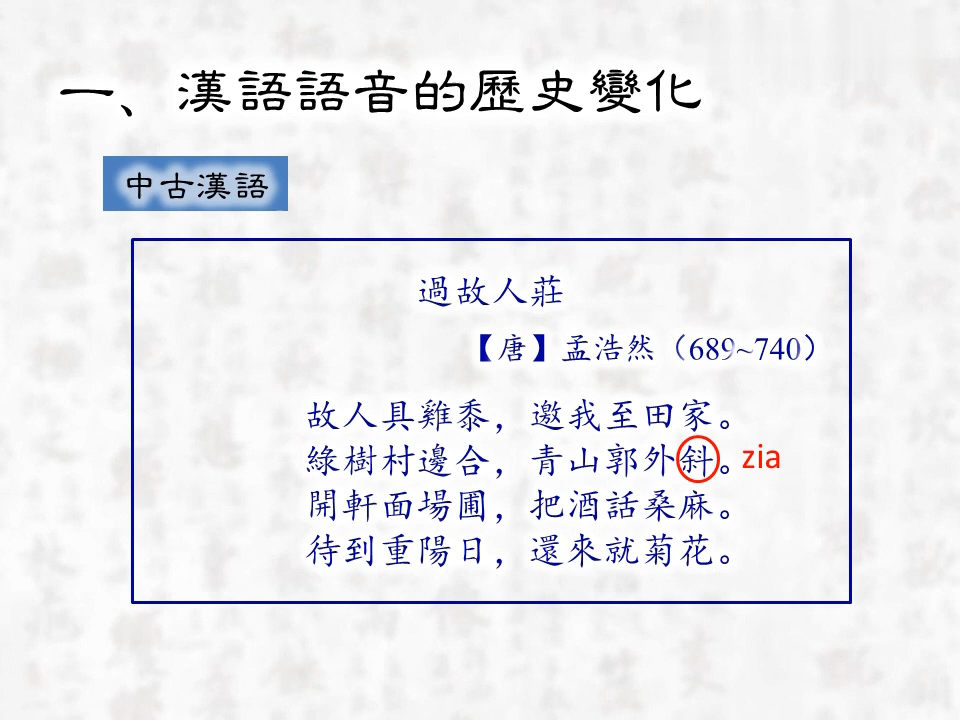 一、漢語語音的歷史變化
中古漢語
過故人莊
【唐】孟浩然（689~740）
故人具雞黍，邀我至田家。
綠樹村邊合，青山郭外斜。zia
開軒面場圃，把酒話桑麻。
待到重陽日，還來就菊花。